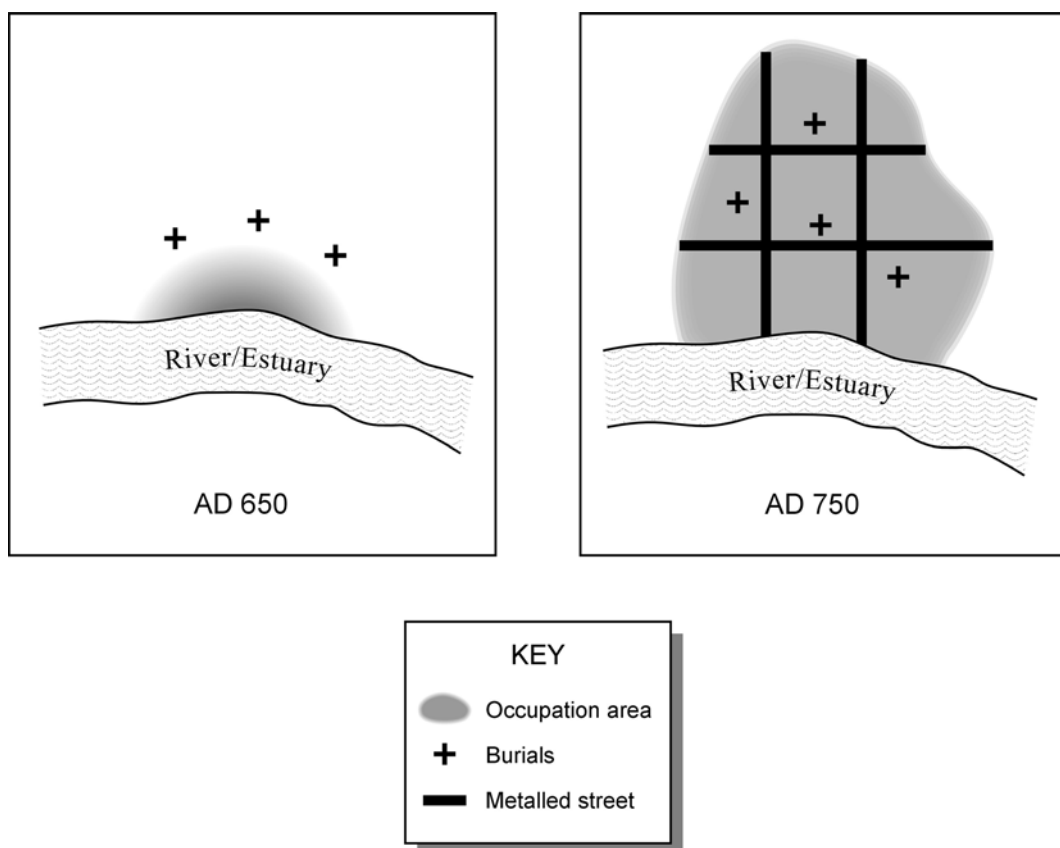 River/Estuary
AD 650
River/Estuary
AD 750
KEY
Occupation area
Burials
Metalled street